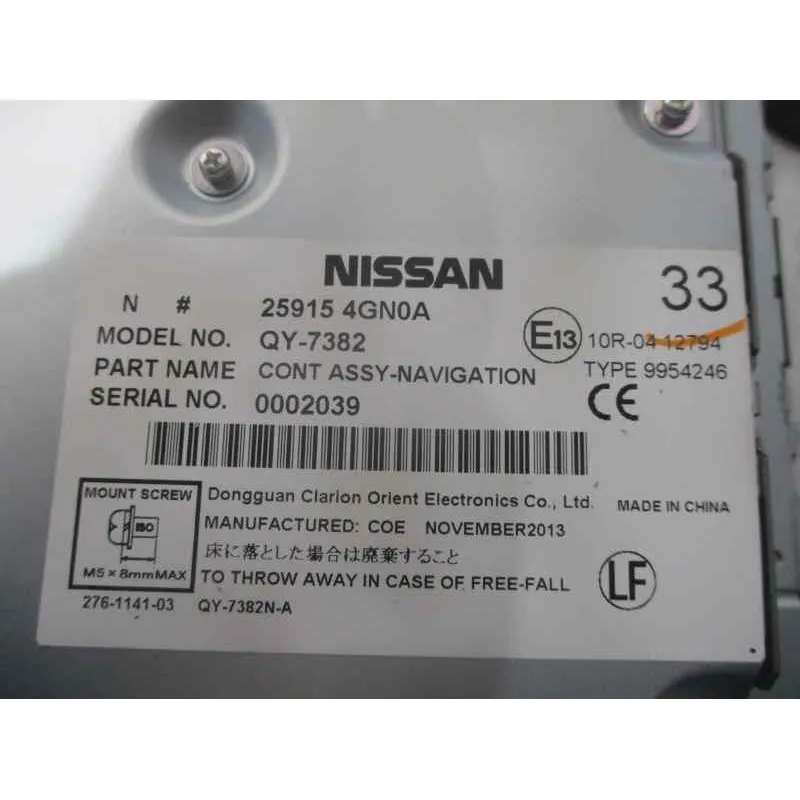 NISSAN
33
N # 25915 4GN0A
MODEL NO. QY-7382
E13 10R-04 12794
PART NAME CONT ASSY-NAVIGATION
TYPE 9954246
SERIAL NO. 0002039
CE
MOUNT SCREW
ISO
M5 × 8mmMAX
Dongguan Clarion Orient Electronics Co., Ltd. MADE IN CHINA
MANUFACTURED: COE NOVEMBER2013
床に落とした場合は廃棄すること
TO THROW AWAY IN CASE OF FREE-FALL
LF
276-1141-03 QY-7382N-A